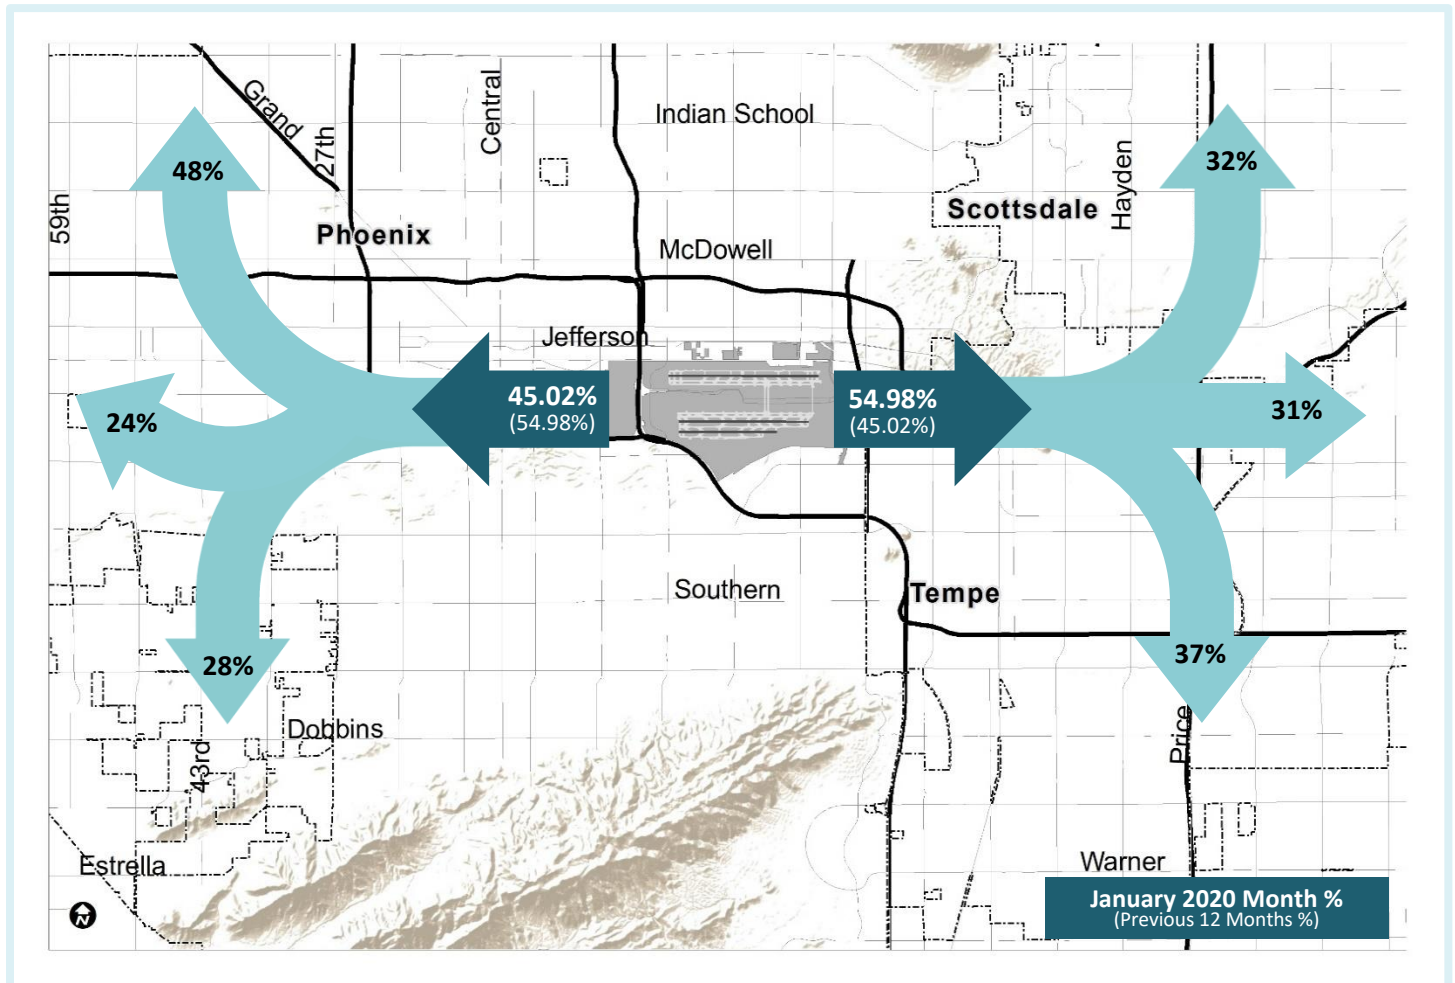 Grand
27th
Central
Indian School
Hayden
48%
32%
59th
Phoenix
Scottsdale
McDowell
Jefferson
45.02%
(54.98%)
54.98%
(45.02%)
24%
31%
Southern
Tempe
28%
37%
Dobbins
43rd
Price
Estrella
Warner
N
January 2020 Month %
(Previous 12 Months %)